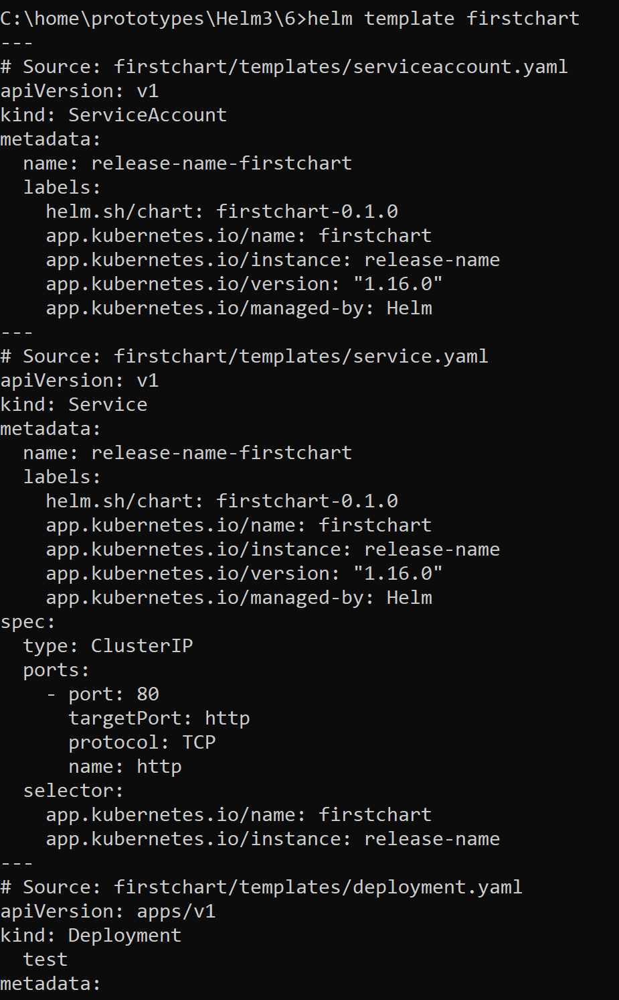 C:\home\prototypes\Helm3\6>helm template firstchart
---
# Source: firstchart/templates/serviceaccount.yaml
apiVersion: v1
kind: ServiceAccount
metadata:
  name: release-name-firstchart
  labels:
    helm.sh/chart: firstchart-0.1.0
    app.kubernetes.io/name: firstchart
    app.kubernetes.io/instance: release-name
    app.kubernetes.io/version: "1.16.0"
    app.kubernetes.io/managed-by: Helm
---
# Source: firstchart/templates/service.yaml
apiVersion: v1
kind: Service
metadata:
  name: release-name-firstchart
  labels:
    helm.sh/chart: firstchart-0.1.0
    app.kubernetes.io/name: firstchart
    app.kubernetes.io/instance: release-name
    app.kubernetes.io/version: "1.16.0"
    app.kubernetes.io/managed-by: Helm
spec:
  type: ClusterIP
  ports:
    - port: 80
      targetPort: http
      protocol: TCP
      name: http
  selector:
    app.kubernetes.io/name: firstchart
    app.kubernetes.io/instance: release-name
---
# Source: firstchart/templates/deployment.yaml
apiVersion: apps/v1
kind: Deployment
  test
metadata: